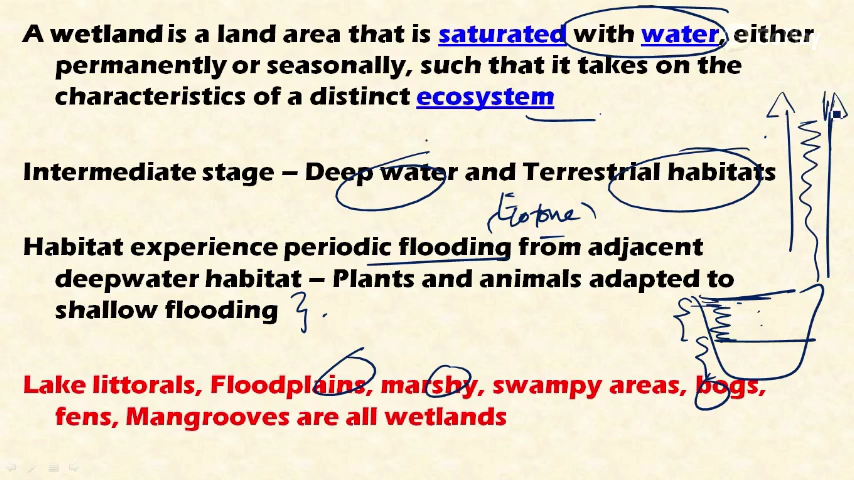 A wetland is a land area that is saturated with water, either
permanently or seasonally, such that it takes on the
characteristics of a distinct ecosystem
Intermediate stage – Deep water and Terrestrial habitats
(Ecotone)
Habitat experience periodic flooding from adjacent
deepwater habitat – Plants and animals adapted to
shallow flooding
Lake littorals, Floodplains, marshy, swampy areas, bogs,
fens, Mangrooves are all wetlands